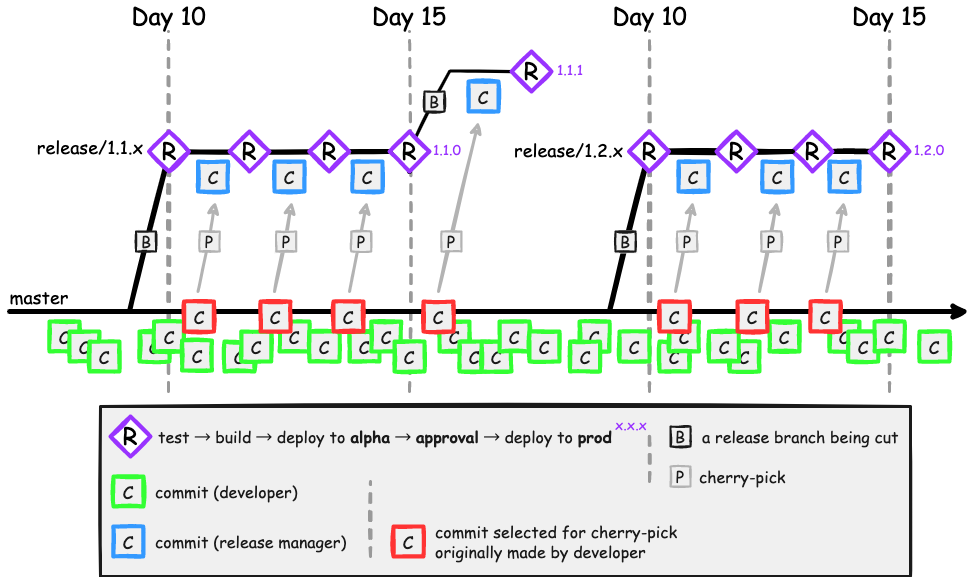 Day 10 Day 15 Day 10 Day 15
R 1.1.1
B C
release/1.1.x R R R R 1.1.0 release/1.2.x R R R R 1.2.0
C C C C C C
B P P P P B P P P
master
C C C C C C C
C C C C C C C C C C C C
C C C C C C C C C C C C C C C
R test → build → deploy to alpha → approval → deploy to prod x.x.x B a release branch being cut
P cherry-pick
C commit (developer)
C commit (release manager) C commit selected for cherry-pick
originally made by developer